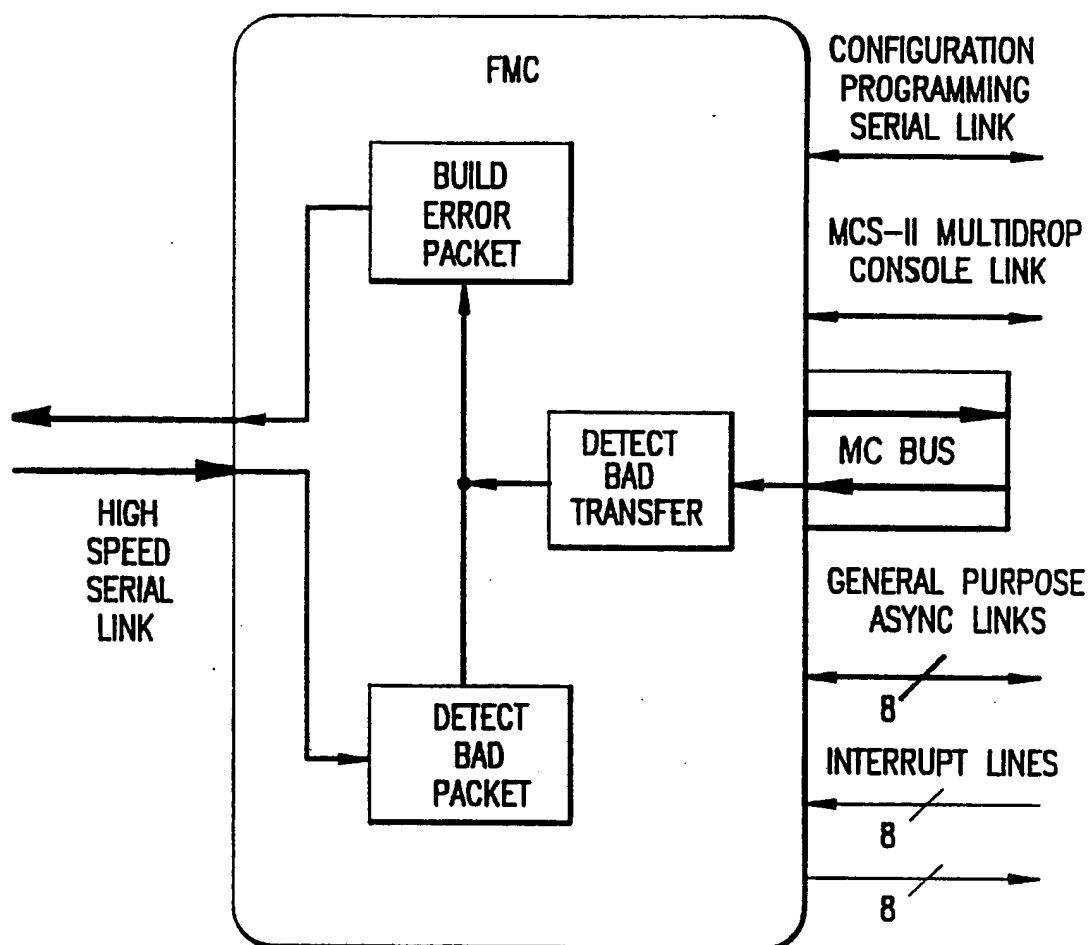 FMC
BUILD
ERROR
PACKET
DETECT
BAD
TRANSFER
DETECT
BAD
PACKET
HIGH
SPEED
SERIAL
LINK
CONFIGURATION
PROGRAMMING
SERIAL LINK
MCS-II MULTIDROP
CONSOLE LINK
MC BUS
GENERAL PURPOSE
ASYNC LINKS
8
INTERRUPT LINES
8
8